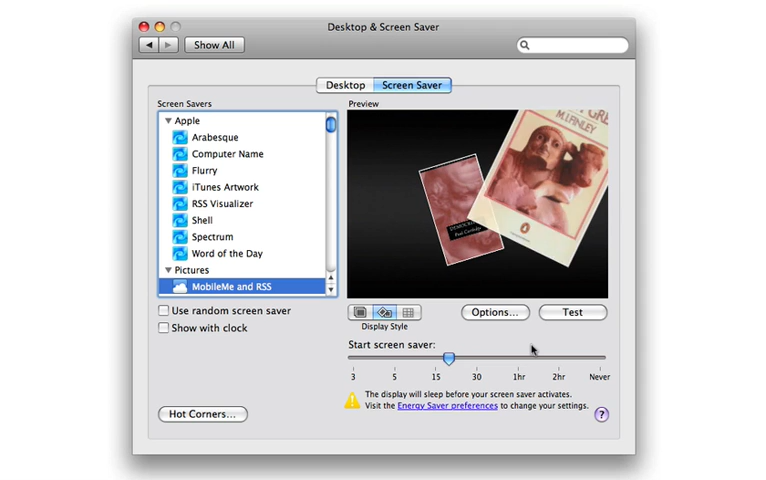 Desktop & Screen Saver
Show All
Desktop
Screen Saver
Screen Savers
Preview
Apple
Arabesque
Computer Name
Flurry
iTunes Artwork
RSS Visualizer
Shell
Spectrum
Word of the Day
Pictures
MobileMe and RSS
M.I.FINLEY
Use random screen saver
Show with clock
Options...
Test
Display Style
Start screen saver:
3 5 15 30 1hr 2hr Never
The display will sleep before your screen saver activates.
Visit the Energy Saver preferences to change your settings.
Hot Corners...
?